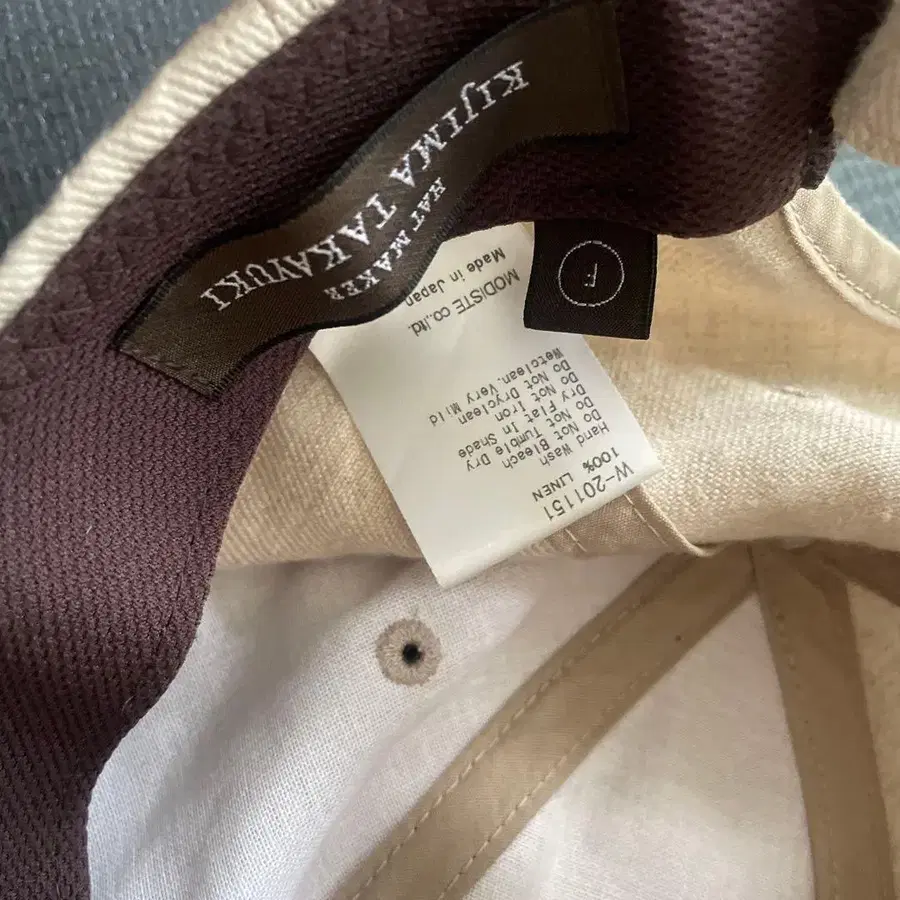 HAT MAKER
KIJIMA TAKAYUKI
F
W-201151
100% LINEN
Hand Wash
Do Not Bleach
Do Not Tumble Dry
Dry Flat In Shade
Do Not Iron
Do Not Dryclean
Wetclean. Very Mild
MODISTE co.,ltd.
Made in Japan